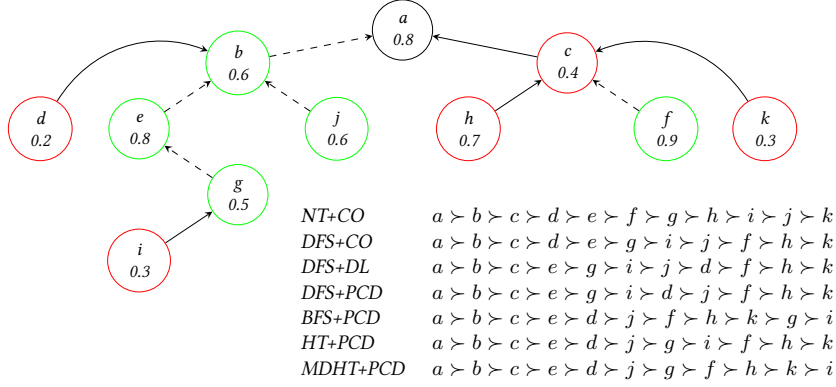 a
0.8
b
0.6
c
0.4
d
0.2
e
0.8
j
0.6
h
0.7
f
0.9
k
0.3
g
0.5
i
0.3
NT+CO a ≻ b ≻ c ≻ d ≻ e ≻ f ≻ g ≻ h ≻ i ≻ j ≻ k
DFS+CO a ≻ b ≻ c ≻ d ≻ e ≻ g ≻ i ≻ j ≻ f ≻ h ≻ k
DFS+DL a ≻ b ≻ c ≻ e ≻ g ≻ i ≻ j ≻ d ≻ f ≻ h ≻ k
DFS+PCD a ≻ b ≻ c ≻ e ≻ g ≻ i ≻ d ≻ j ≻ f ≻ h ≻ k
BFS+PCD a ≻ b ≻ c ≻ e ≻ d ≻ j ≻ f ≻ h ≻ k ≻ g ≻ i
HT+PCD a ≻ b ≻ c ≻ e ≻ d ≻ j ≻ g ≻ i ≻ f ≻ h ≻ k
MDHT+PCD a ≻ b ≻ c ≻ e ≻ d ≻ j ≻ g ≻ f ≻ h ≻ k ≻ i